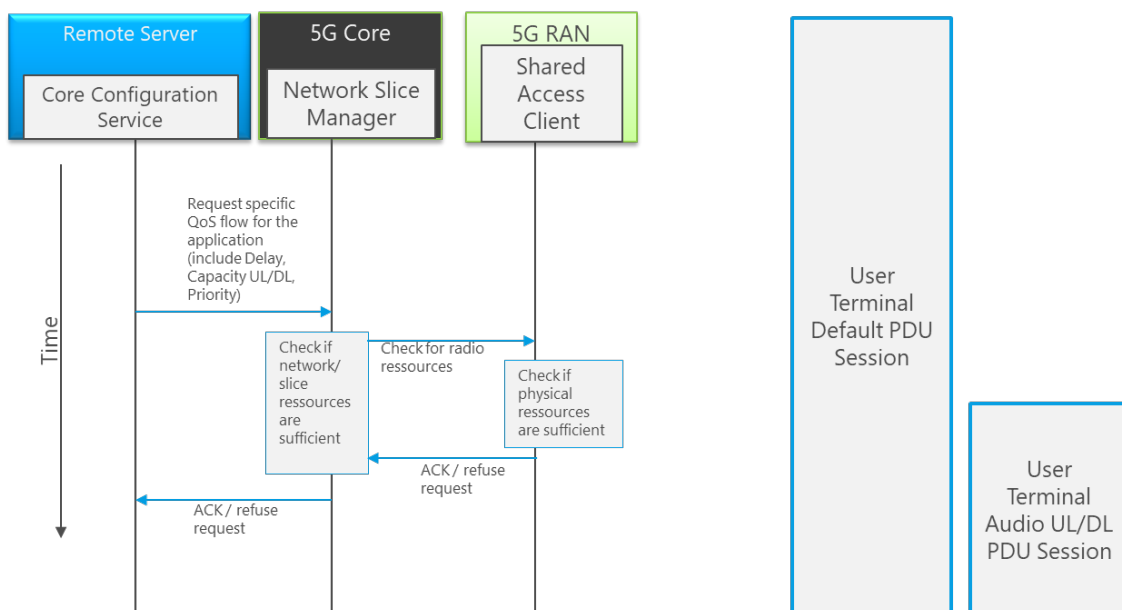 Remote Server
Core Configuration
Service
5G Core
Network Slice
Manager
5G RAN
Shared
Access
Client
Time
Request specific
QoS flow for the
application
(include Delay,
Capacity UL/DL,
Priority)
Check if
network/
slice
ressources
are
sufficient
Check for radio
ressources
Check if
physical
ressources
are sufficient
ACK / refuse
request
ACK / refuse
request
User
Terminal
Default PDU
Session
User
Terminal
Audio UL/DL
PDU Session